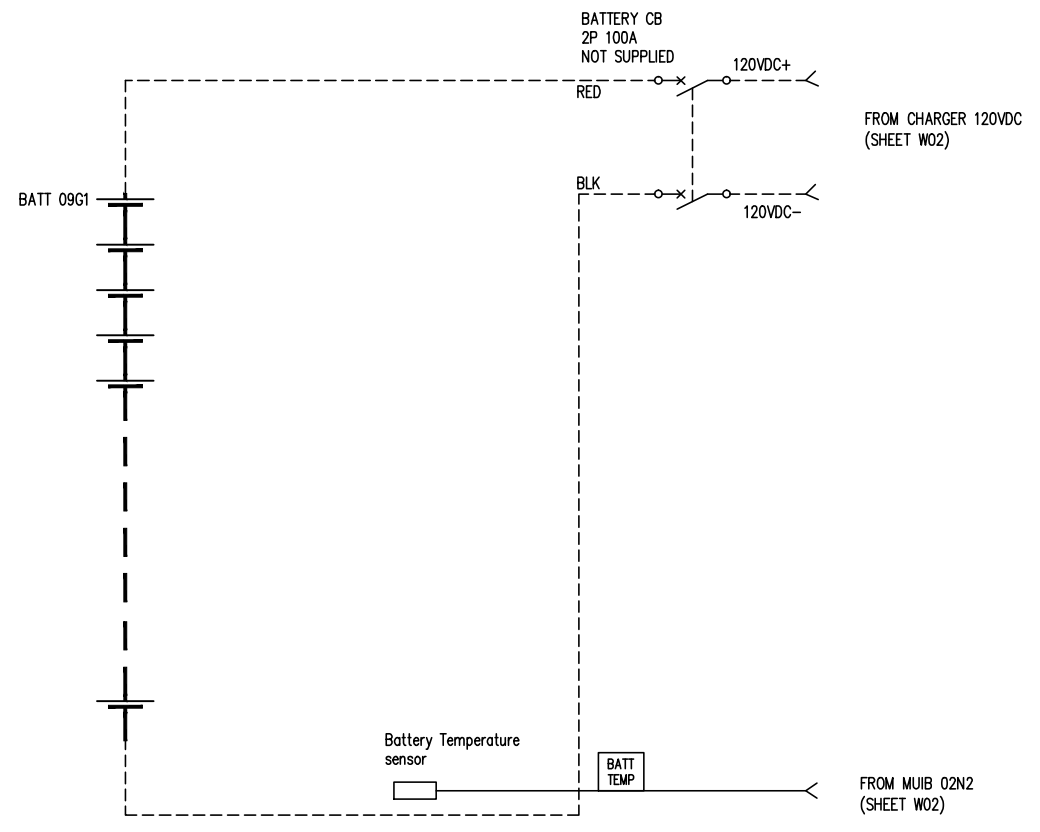 BATTERY CB
2P 100A
NOT SUPPLIED
120VDC+
RED
FROM CHARGER 120VDC
(SHEET W02)
BLK
BATT 09G1
120VDC-
Battery Temperature
sensor
BATT
TEMP
FROM MUIB 02N2
(SHEET W02)